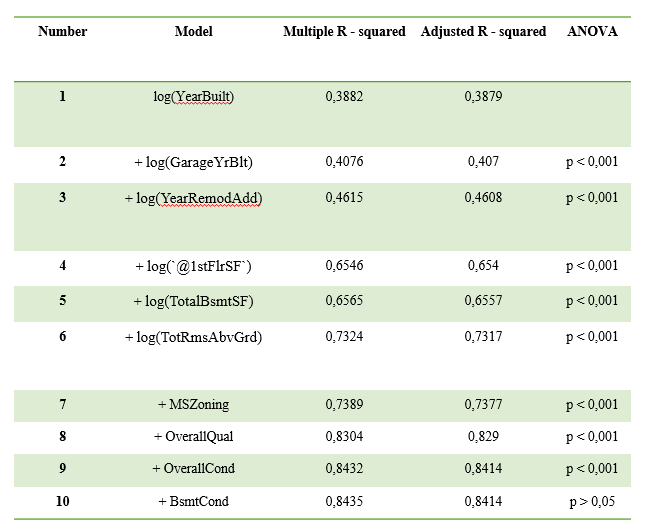 Number Model Multiple R - squared Adjusted R - squared ANOVA
1 log(YearBuilt) 0,3882 0,3879
2 + log(GarageYrBlt) 0,4076 0,407 p < 0,001
3 + log(YearRemodAdd) 0,4615 0,4608 p < 0,001
4 + log(`@1stFlrSF`) 0,6546 0,654 p < 0,001
5 + log(TotalBsmtSF) 0,6565 0,6557 p < 0,001
6 + log(TotRmsAbvGrd) 0,7324 0,7317 p < 0,001
7 + MSZoning 0,7389 0,7377 p < 0,001
8 + OverallQual 0,8304 0,829 p < 0,001
9 + OverallCond 0,8432 0,8414 p < 0,001
10 + BsmtCond 0,8435 0,8414 p > 0,05